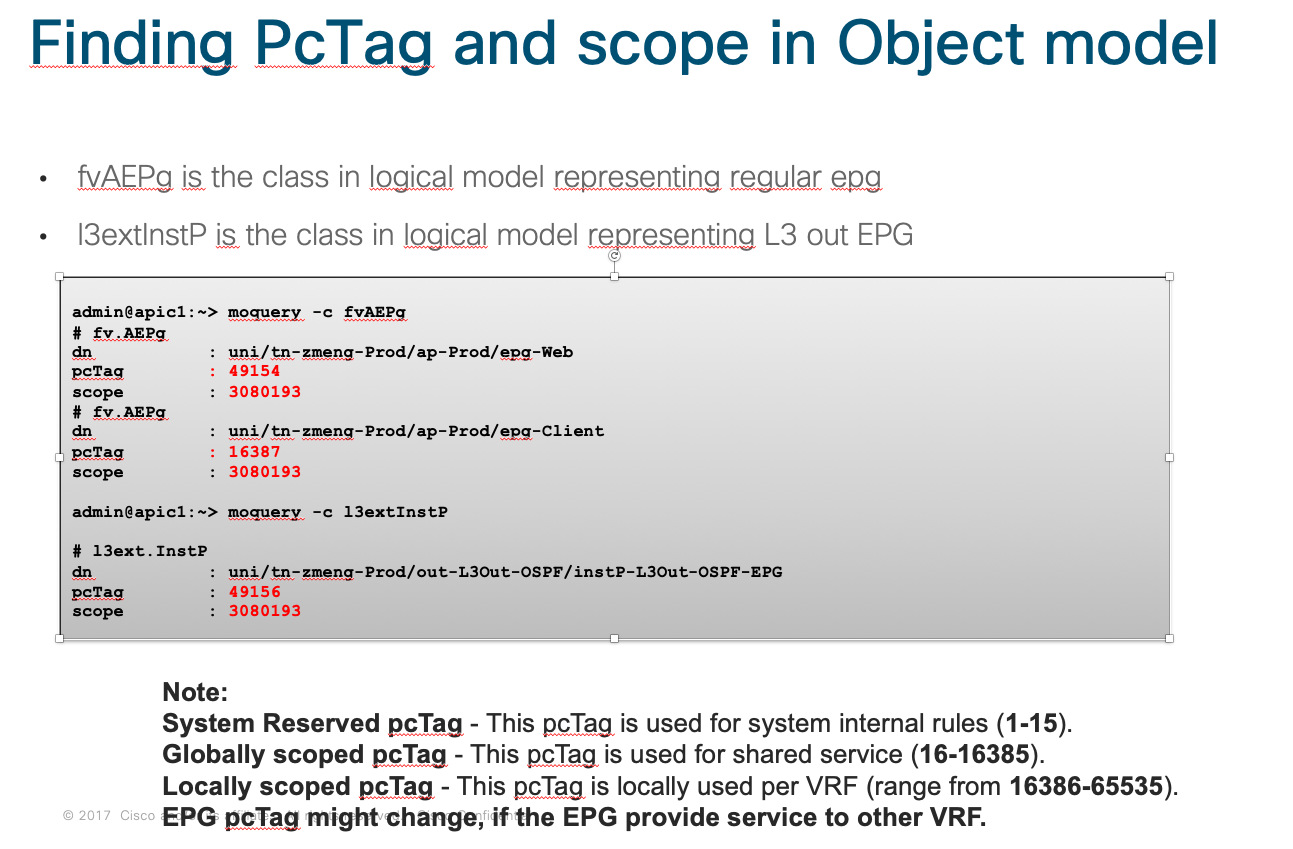 Finding PcTag and scope in Object model
• fvAEPg is the class in logical model representing regular epg
• l3extInstP is the class in logical model representing L3 out EPG
admin@apic1:~> moquery -c fvAEPg
# fv.AEPg
dn : uni/tn-zmeng-Prod/ap-Prod/epg-Web
pcTag : 49154
scope : 3080193
# fv.AEPg
dn : uni/tn-zmeng-Prod/ap-Prod/epg-Client
pcTag : 16387
scope : 3080193
admin@apic1:~> moquery -c l3extInstP
# l3ext.InstP
dn : uni/tn-zmeng-Prod/out-L3Out-OSPF/instP-L3Out-OSPF-EPG
pcTag : 49156
scope : 3080193
Note:
System Reserved pcTag - This pcTag is used for system internal rules (1-15).
Globally scoped pcTag - This pcTag is used for shared service (16-16385).
Locally scoped pcTag - This pcTag is locally used per VRF (range from 16386-65535).
EPG pcTag might change, if the EPG provide service to other VRF.
© 2017 Cisco